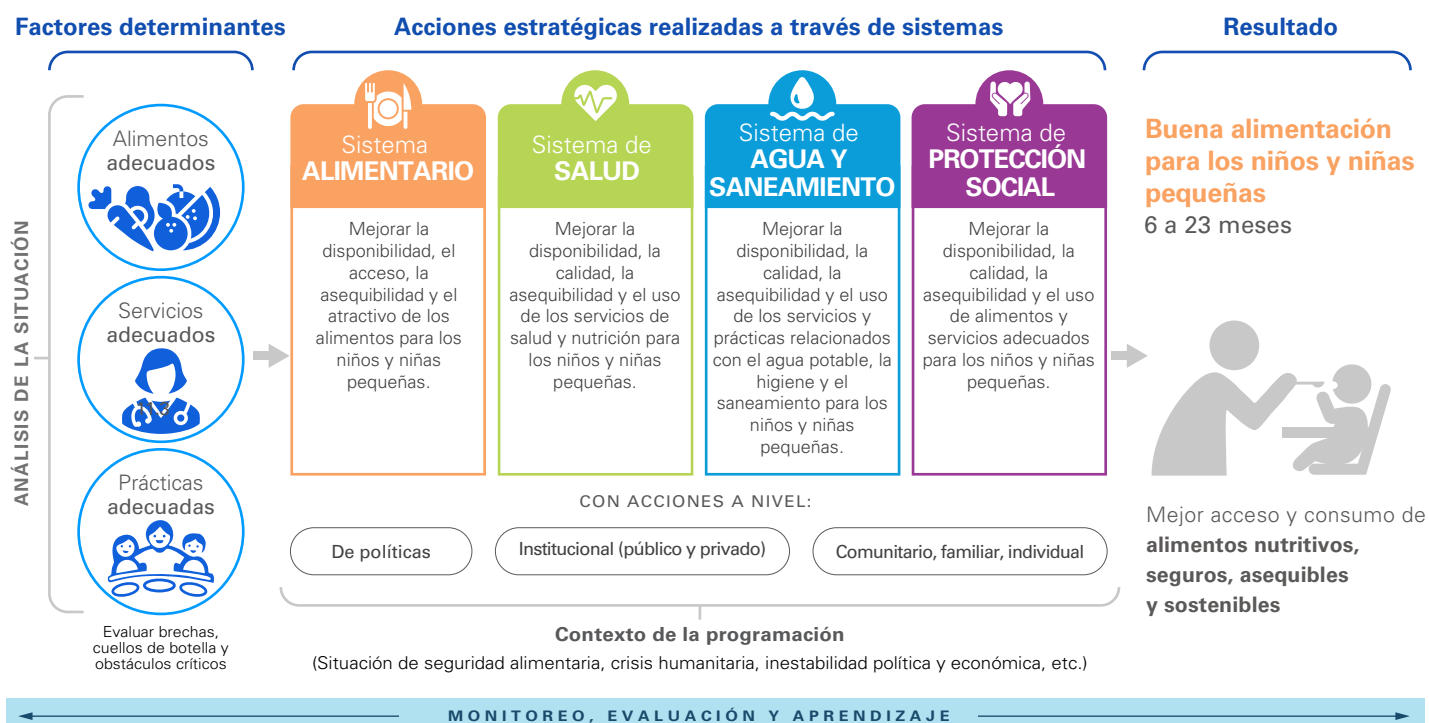 Factores determinantes
Acciones estratégicas realizadas a través de sistemas
Resultado
ANÁLISIS DE LA SITUACIÓN
Alimentos
adecuados
Servicios
adecuados
Prácticas
adecuadas
Evaluar brechas,
cuellos de botella y
obstáculos críticos
Sistema
ALIMENTARIO
Mejorar la
disponibilidad, el
acceso, la
asequibilidad y el
atractivo de los
alimentos para los
niños y niñas
pequeñas.
Sistema de
SALUD
Mejorar la
disponibilidad, la
calidad, la
asequibilidad y el uso
de los servicios de
salud y nutrición para
los niños y niñas
pequeñas.
Sistema de
AGUA Y
SANEAMIENTO
Mejorar la
disponibilidad, la
calidad, la
asequibilidad y el uso
de los servicios y
prácticas relacionados
con el agua potable, la
higiene y el
saneamiento para los
niños y niñas
pequeñas.
Sistema de
PROTECCIÓN
SOCIAL
Mejorar la
disponibilidad, la
calidad, la
asequibilidad y el uso
de alimentos y
servicios adecuados
para los niños y niñas
pequeñas.
CON ACCIONES A NIVEL:
De políticas
Institucional (público y privado)
Comunitario, familiar, individual
Contexto de la programación
(Situación de seguridad alimentaria, crisis humanitaria, inestabilidad política y económica, etc.)
Buena alimentación
para los niños y niñas
pequeñas
6 a 23 meses
Mejor acceso y consumo de
alimentos nutritivos,
seguros, asequibles
y sostenibles
MONITOREO, EVALUACIÓN Y APRENDIZAJE